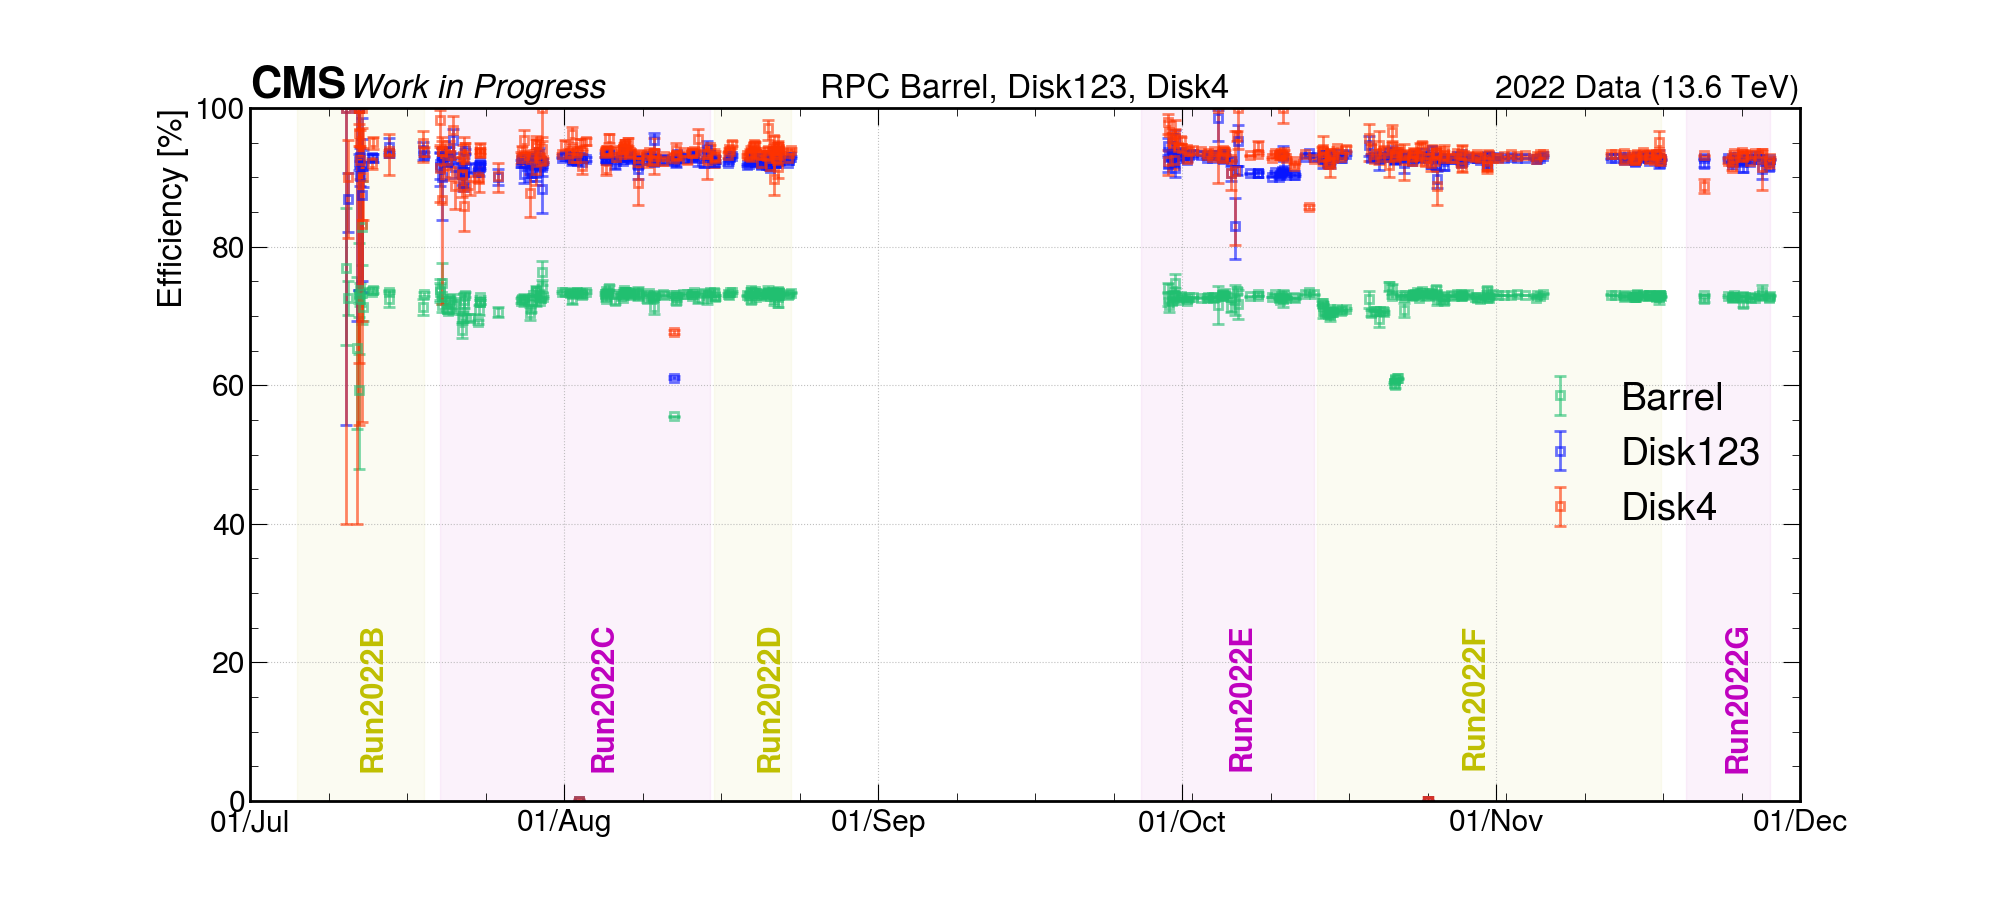 CMS Work in Progress RPC Barrel, Disk123, Disk4 2022 Data (13.6 TeV)
Efficiency [%]
100
80
60
40
20
0
Barrel
Disk123
Disk4
Run2022B
Run2022C
Run2022D
Run2022E
Run2022F
Run2022G
01/Jul 01/Aug 01/Sep 01/Oct 01/Nov 01/Dec